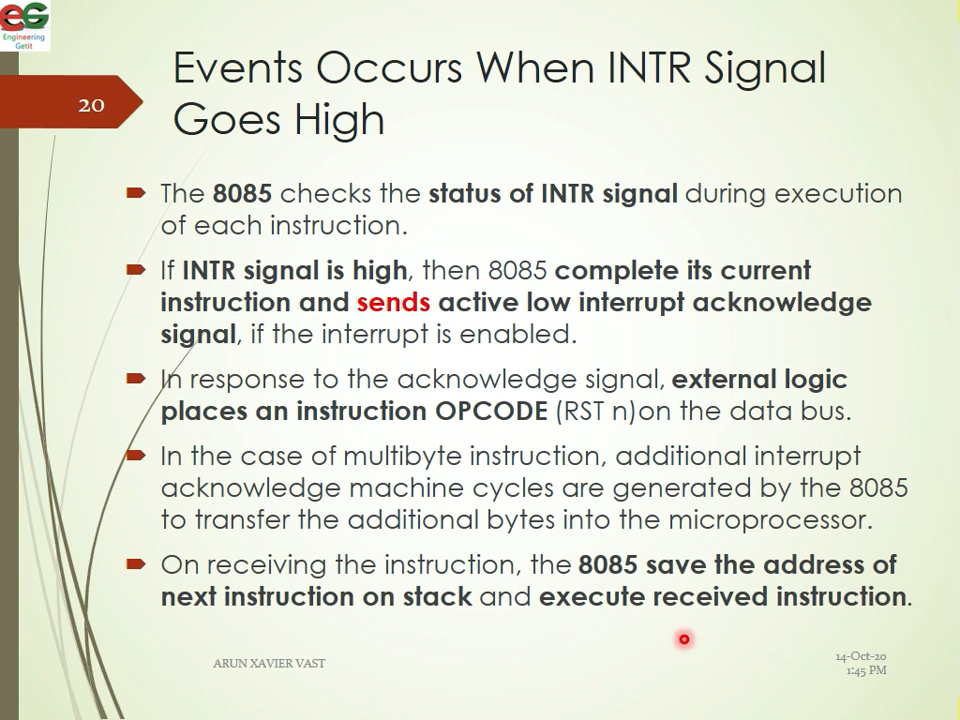 EG
Engineering
Getit
Events Occurs When INTR Signal
Goes High
20
The 8085 checks the status of INTR signal during execution
of each instruction.
If INTR signal is high, then 8085 complete its current
instruction and sends active low interrupt acknowledge
signal, if the interrupt is enabled.
In response to the acknowledge signal, external logic
places an instruction OPCODE (RST n)on the data bus.
In the case of multibyte instruction, additional interrupt
acknowledge machine cycles are generated by the 8085
to transfer the additional bytes into the microprocessor.
On receiving the instruction, the 8085 save the address of
next instruction on stack and execute received instruction.
ARUN XAVIER VAST
14-Oct-20
1:45 PM